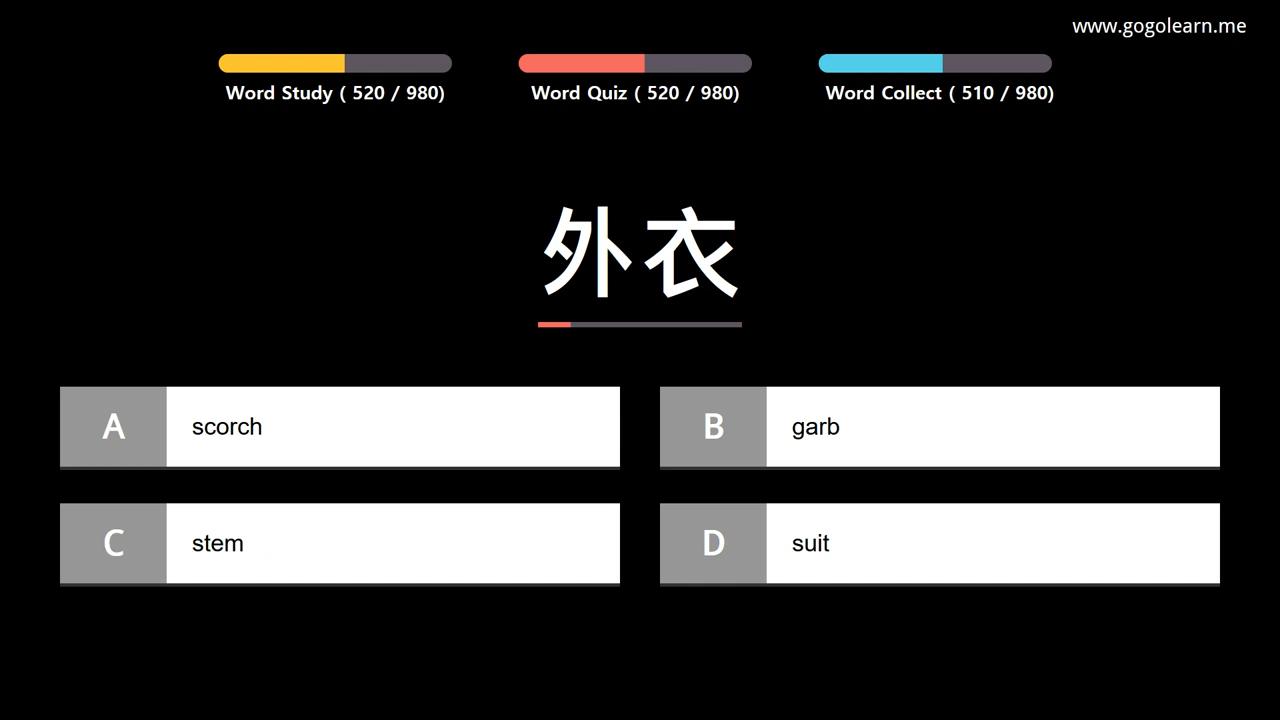 www.gogolearn.me
Word Study ( 520 / 980)
Word Quiz ( 520 / 980)
Word Collect ( 510 / 980)
外衣
A scorch
B garb
C stem
D suit